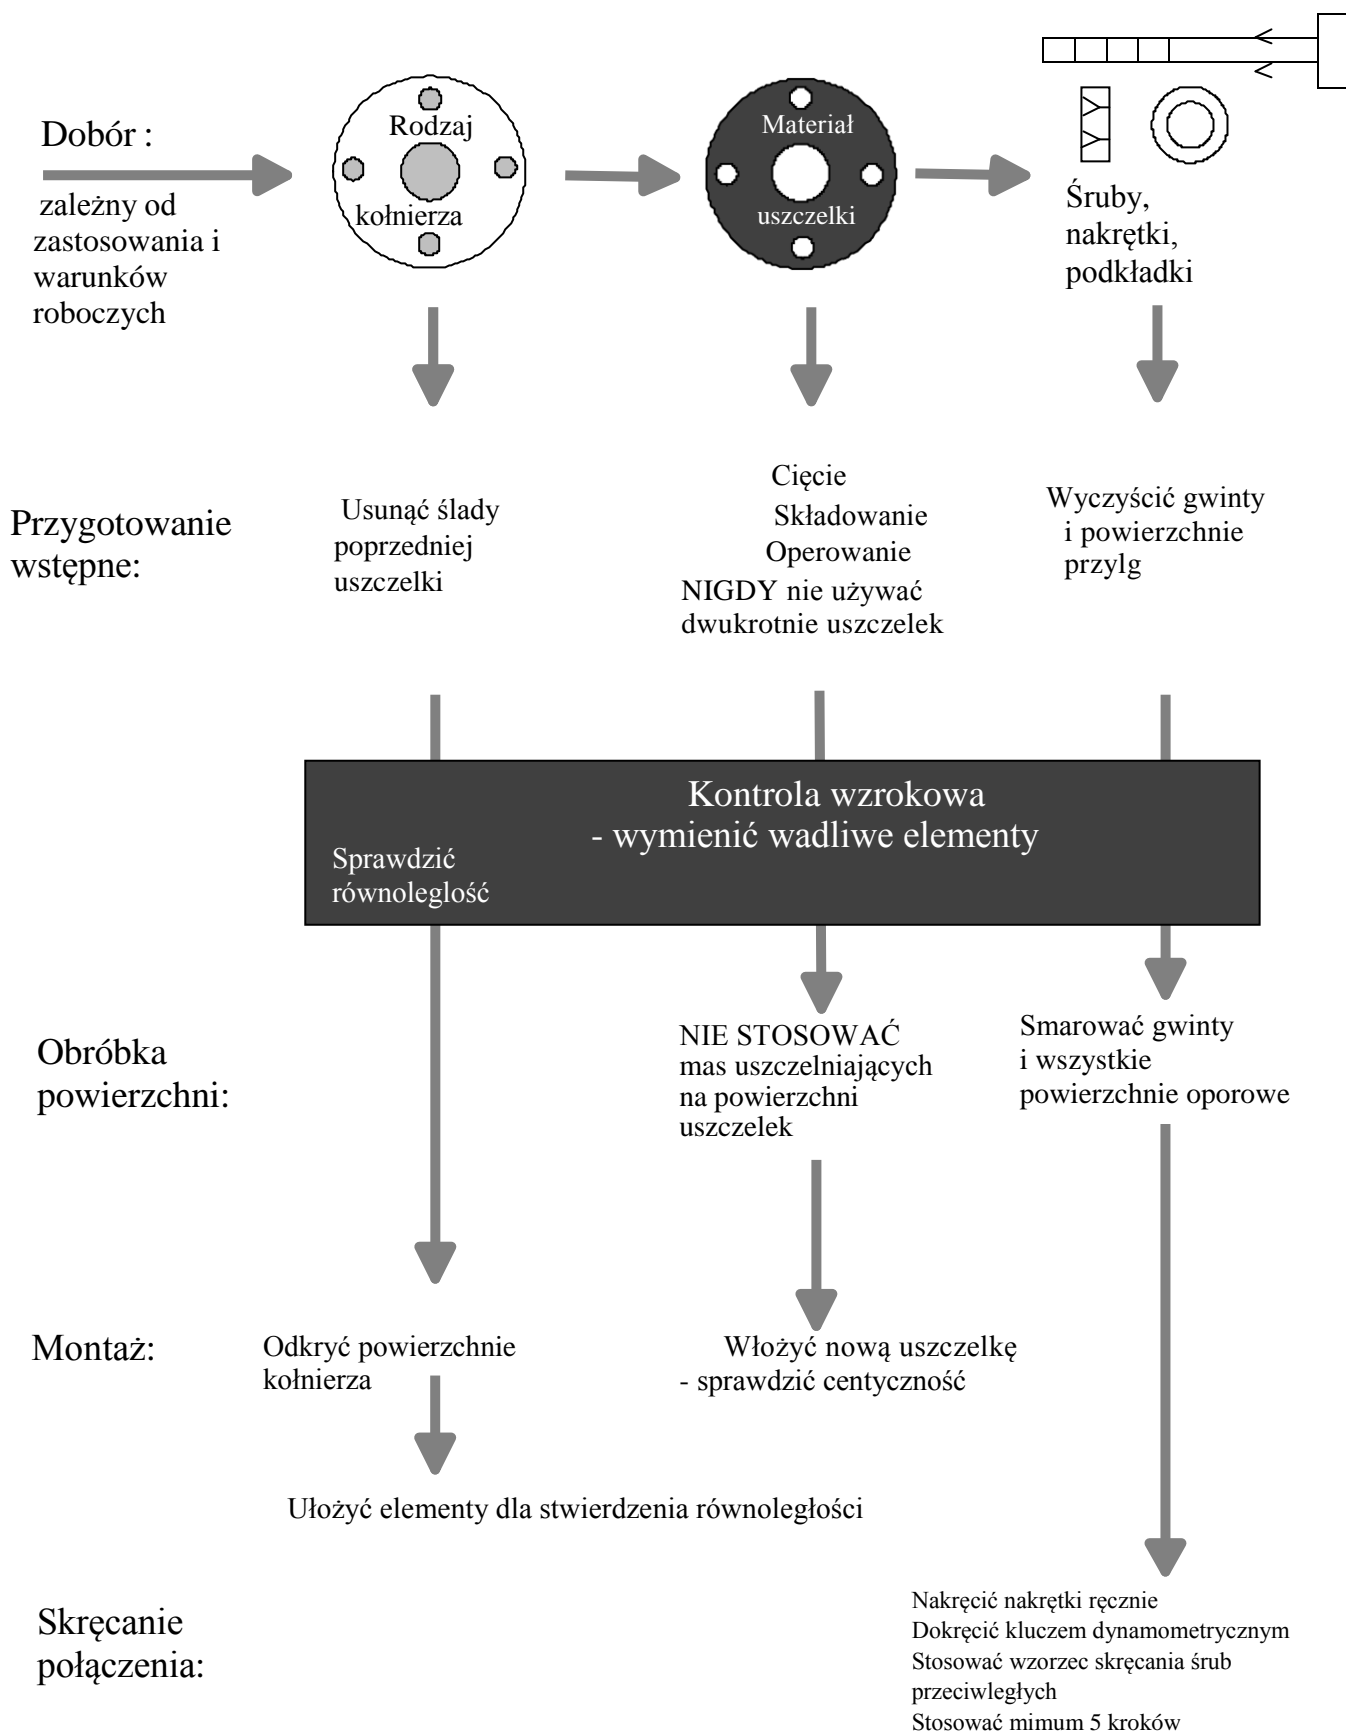 Dobór :
zależny od
zastosowania i
warunków
roboczych
Rodzaj
kołnierza
Materiał
uszczelki
Śruby,
nakrętki,
podkładki
Przygotowanie
wstępne:
Usunąć ślady
poprzedniej
uszczelki
Cięcie
Składowanie
Operowanie
NIGDY nie używać
dwukrotnie uszczelek
Wyczyścić gwinty
i powierzchnie
przylg
Kontrola wzrokowa
- wymienić wadliwe elementy
Sprawdzić
równoleglość
Obróbka
powierzchni:
NIE STOSOWAĆ
mas uszczelniających
na powierzchni
uszczelek
Smarować gwinty
i wszystkie
powierzchnie oporowe
Montaż:
Odkryć powierzchnie
kołnierza
Włożyć nową uszczelkę
- sprawdzić centyczność
Ułożyć elementy dla stwierdzenia równoległości
Skręcanie
połączenia:
Nakręcić nakrętki ręcznie
Dokręcić kluczem dynamometrycznym
Stosować wzorzec skręcania śrub
przeciwległych
Stosować mimum 5 kroków